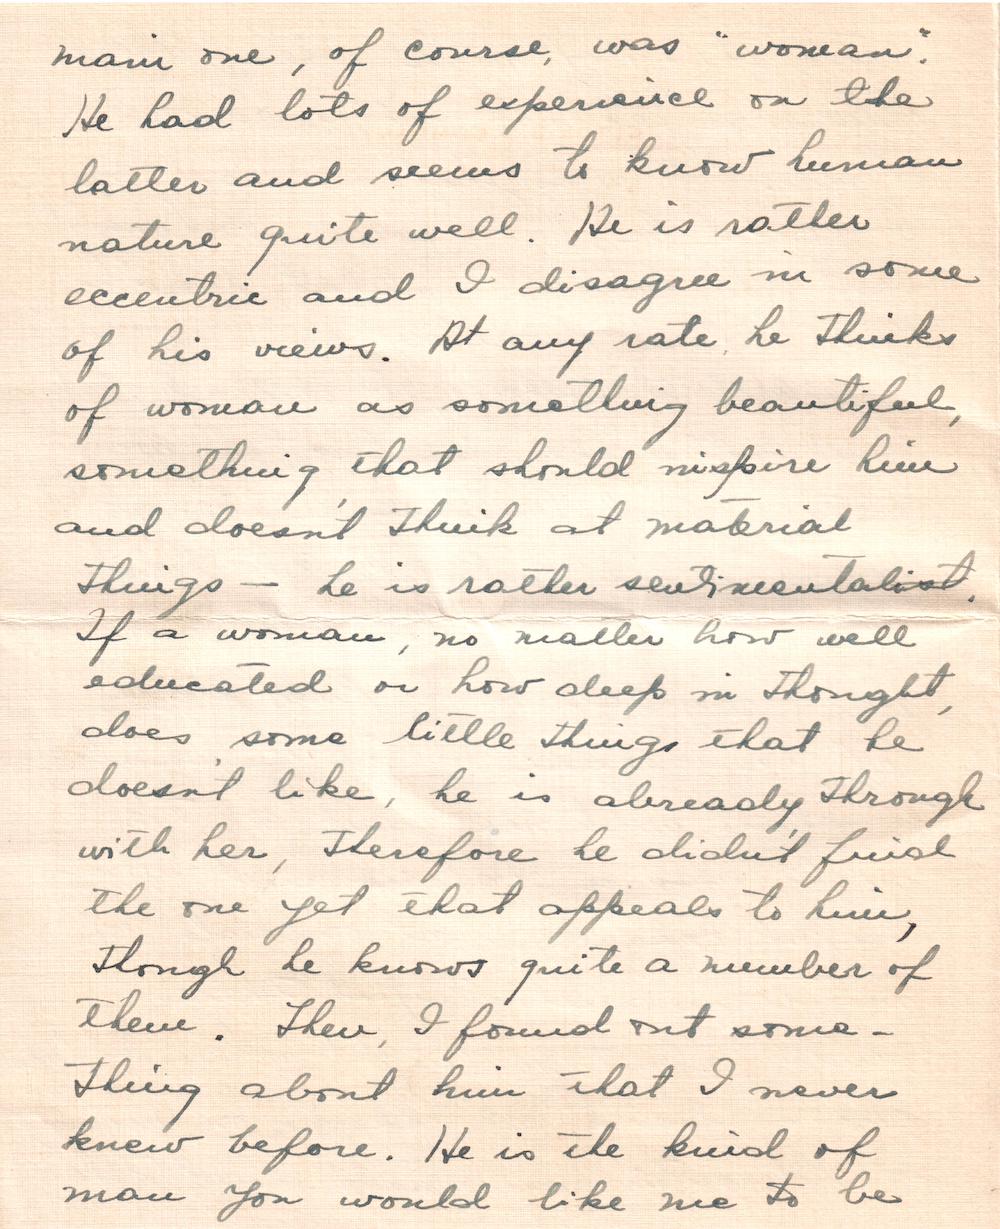 main one, of course, was "woman".
He had lots of experience on the
latter and seems to know human
nature quite well. He is rather
eccentric and I disagree in some
of his views. At any rate, he thinks
of woman as something beautiful,
something that should inspire him
and doesn't think at material
things — he is rather sentimentalist.
If a woman, no matter how well
educated or how deep in thought,
does some little things that he
doesn't like, he is already through
with her, therefore he didn't find
the one yet that appeals to him,
though he knows quite a number of
them. Then, I found out some-
thing about him that I never
knew before. He is the kind of
man you would like me to be